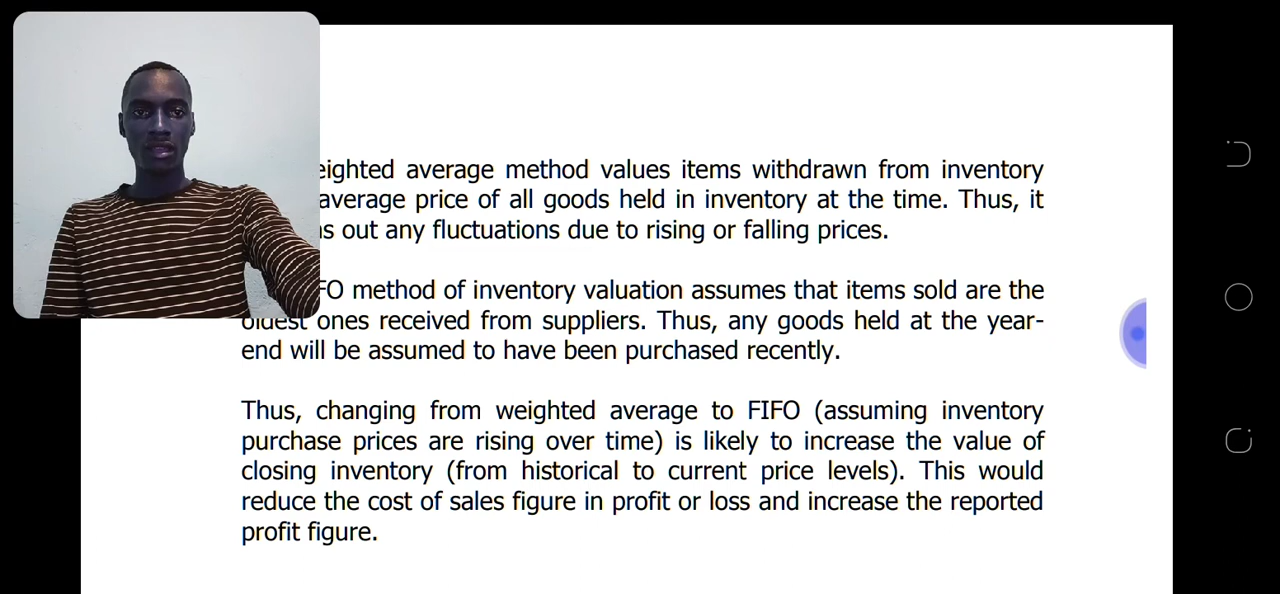 eighted average method values items withdrawn from inventory
average price of all goods held in inventory at the time. Thus, it
s out any fluctuations due to rising or falling prices.
FO method of inventory valuation assumes that items sold are the
oldest ones received from suppliers. Thus, any goods held at the year-
end will be assumed to have been purchased recently.
Thus, changing from weighted average to FIFO (assuming inventory
purchase prices are rising over time) is likely to increase the value of
closing inventory (from historical to current price levels). This would
reduce the cost of sales figure in profit or loss and increase the reported
profit figure.